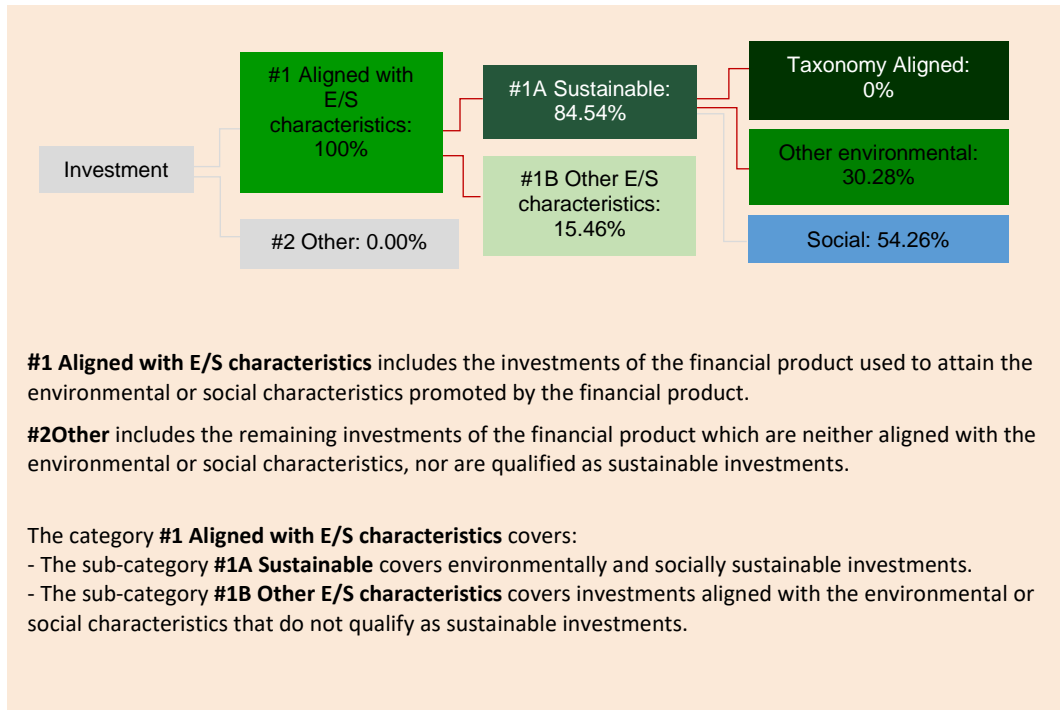 #1 Aligned with
E/S
characteristics:
100%
#1A Sustainable:
84.54%
Taxonomy Aligned:
0%
Investment
#1B Other E/S
characteristics:
15.46%
Other environmental:
30.28%
#2 Other: 0.00%
Social: 54.26%
#1 Aligned with E/S characteristics includes the investments of the financial product used to attain the
environmental or social characteristics promoted by the financial product.
#2Other includes the remaining investments of the financial product which are neither aligned with the
environmental or social characteristics, nor are qualified as sustainable investments.
The category #1 Aligned with E/S characteristics covers:
- The sub-category #1A Sustainable covers environmentally and socially sustainable investments.
- The sub-category #1B Other E/S characteristics covers investments aligned with the environmental or
social characteristics that do not qualify as sustainable investments.